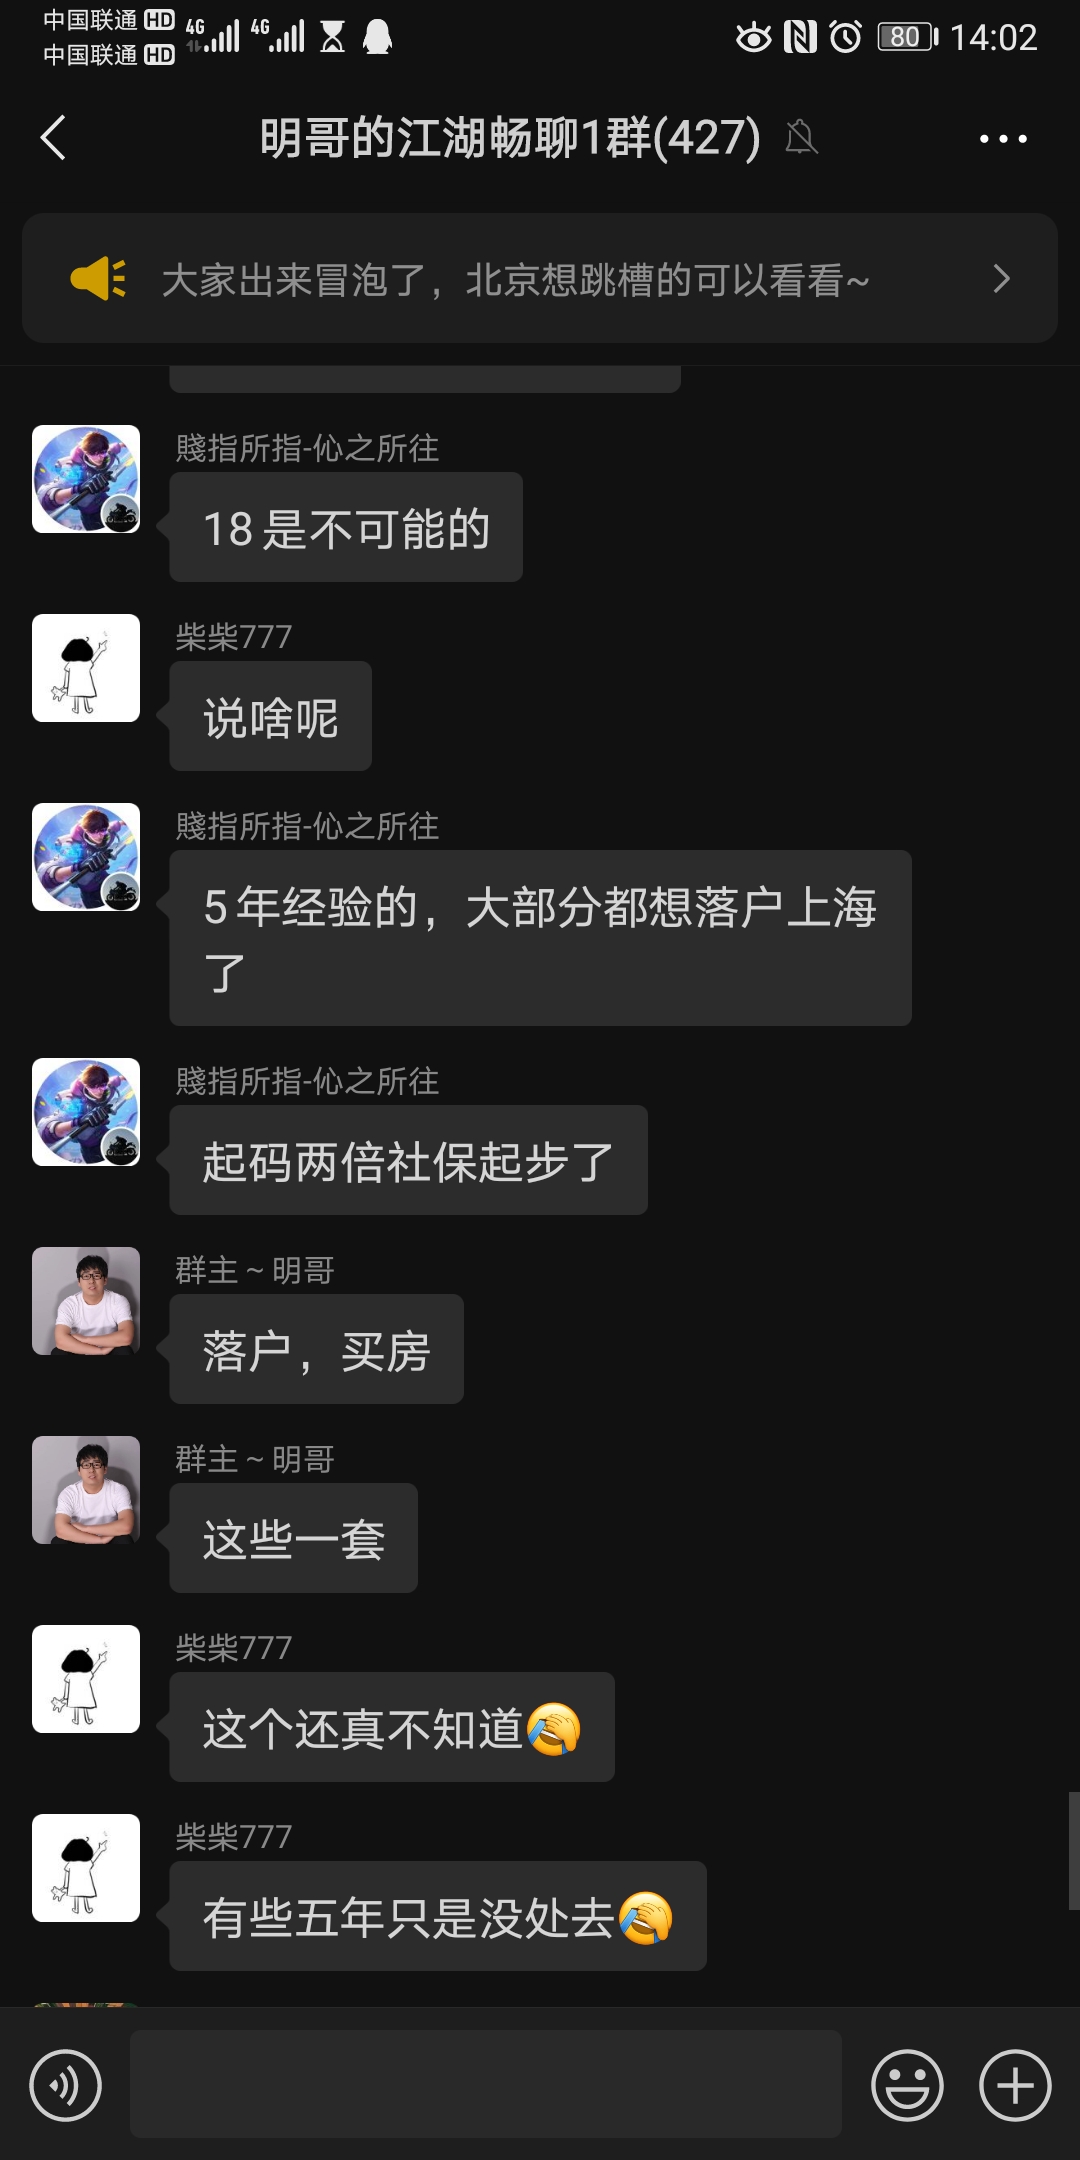 中国联通 HD 4G 4G 80 14:02
中国联通 HD
明哥的江湖畅聊1群(427)
大家出来冒泡了，北京想跳槽的可以看看~
賤指所指-伈之所往
18是不可能的
柴柴777
说啥呢
賤指所指-伈之所往
5年经验的，大部分都想落户上海
了
賤指所指-伈之所往
起码两倍社保起步了
群主~明哥
落户，买房
群主~明哥
这些一套
柴柴777
这个还真不知道
柴柴777
有些五年只是没处去